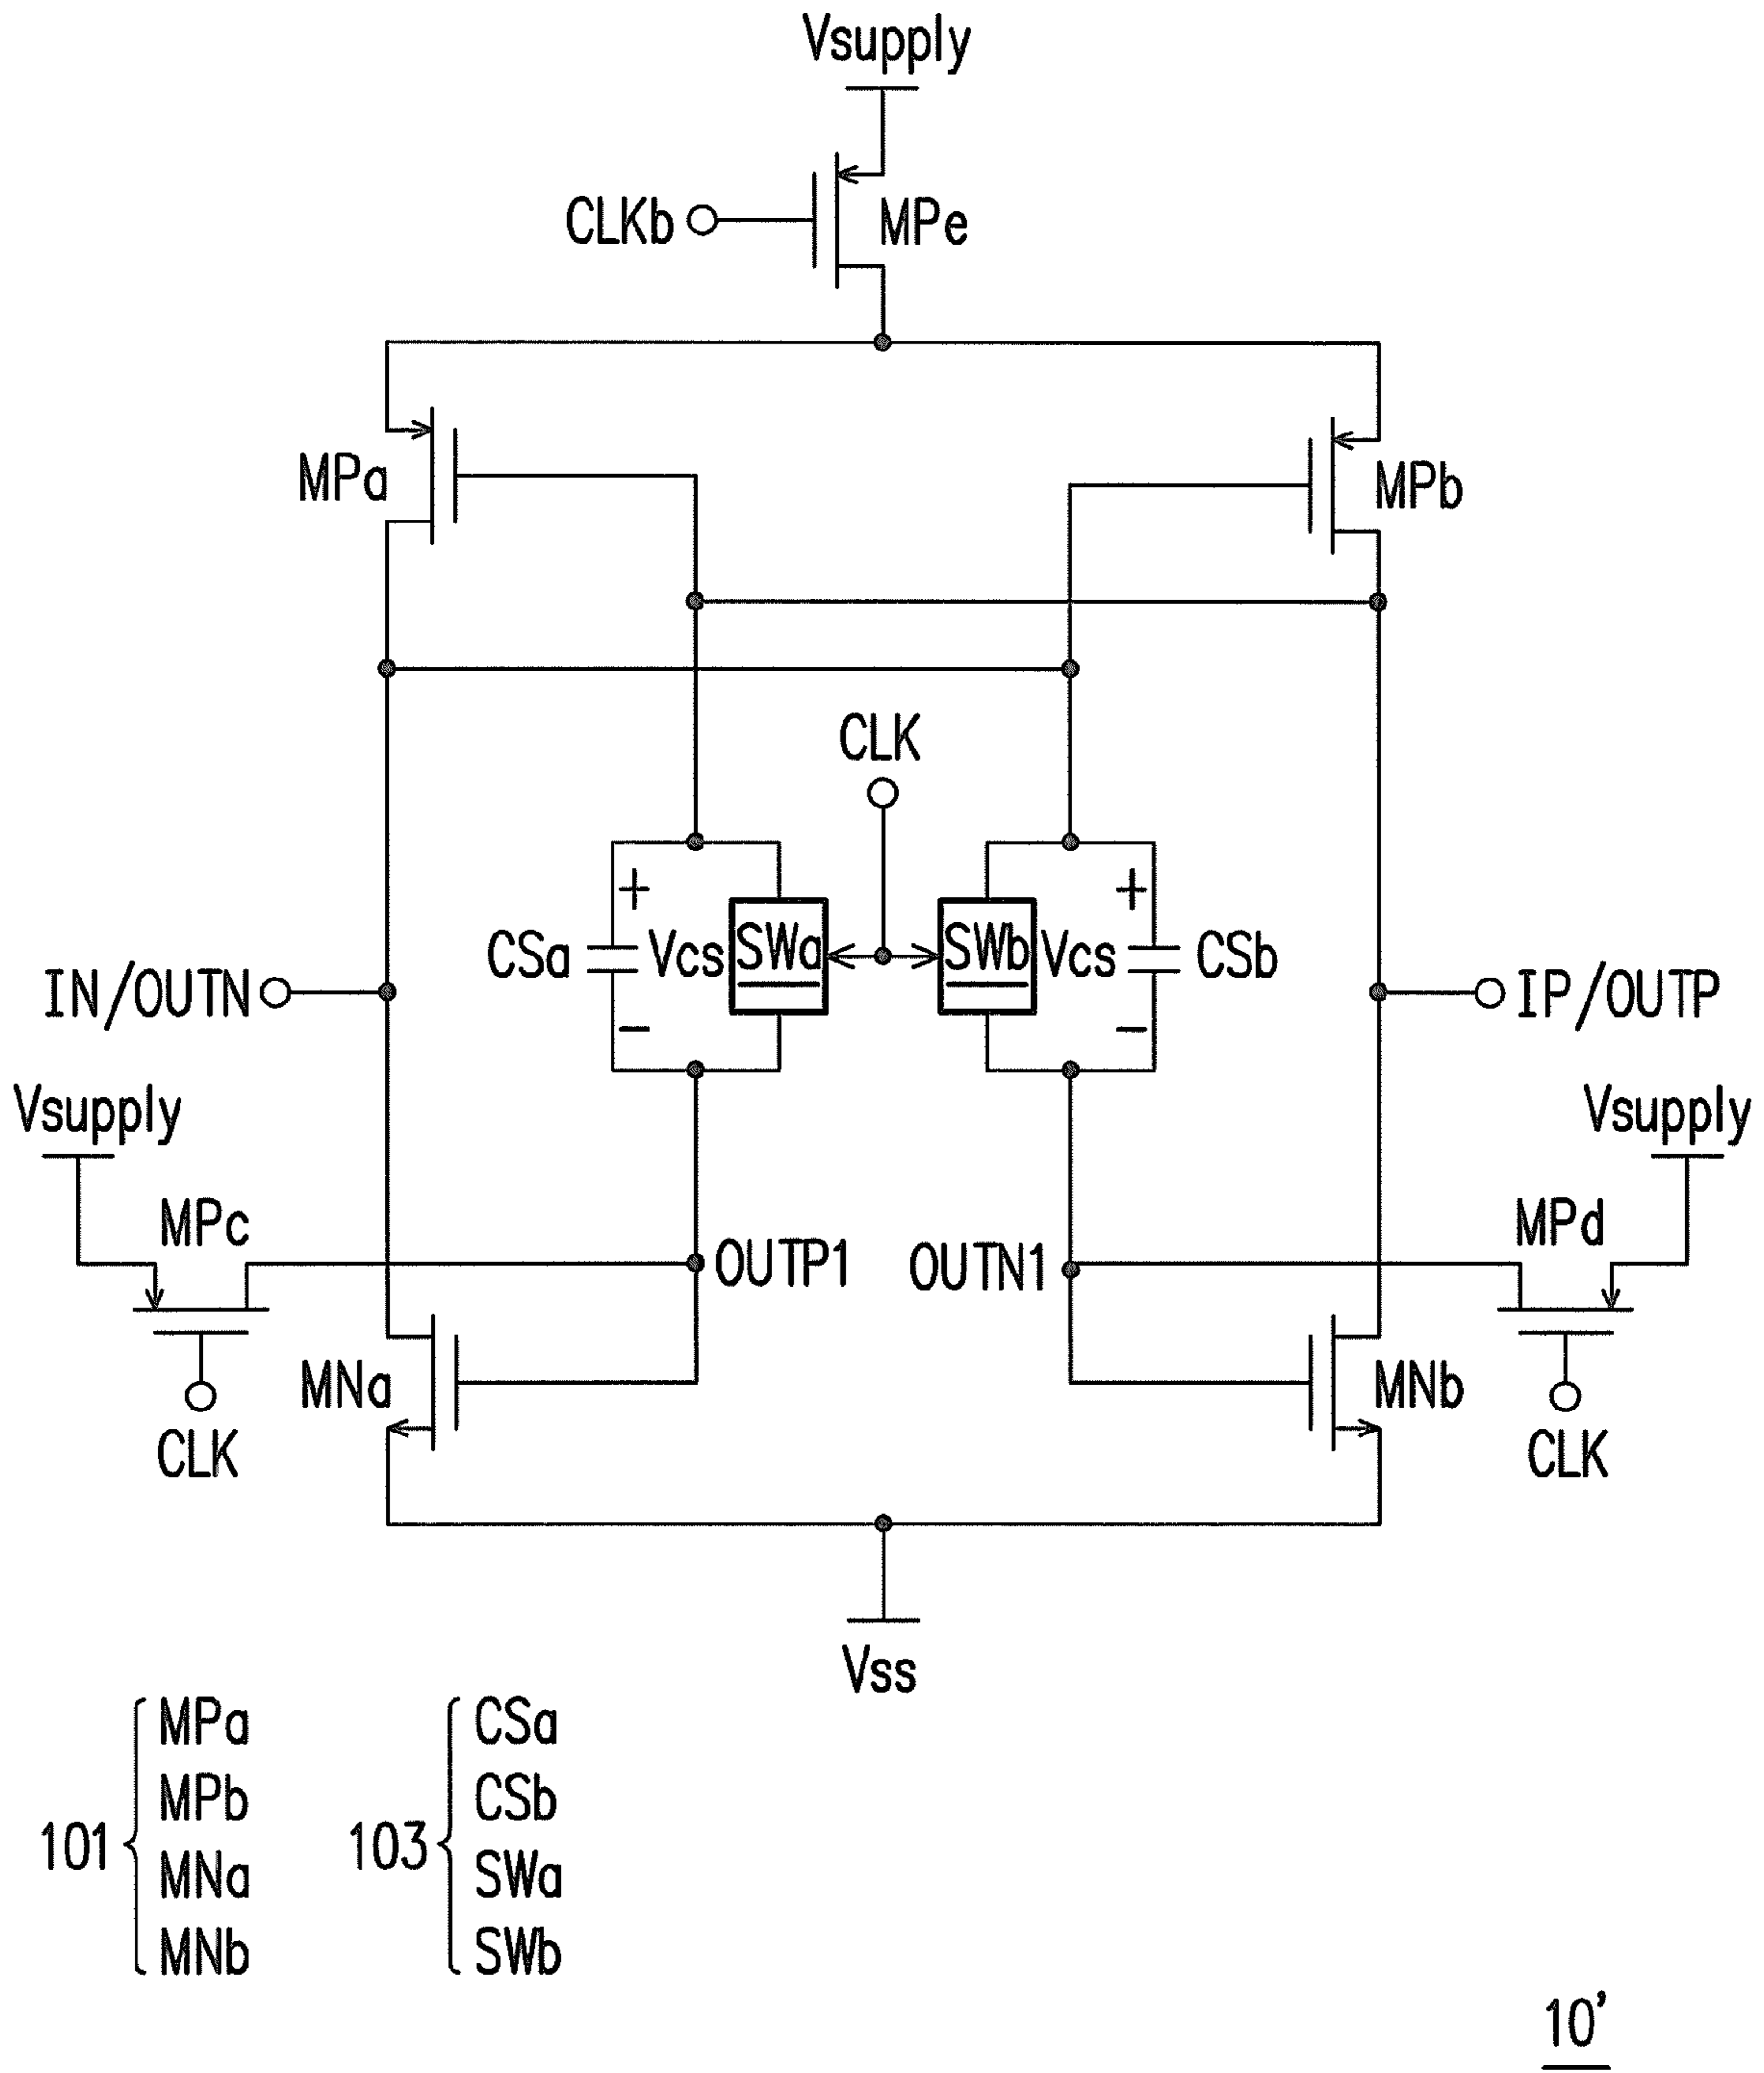 Vsupply
CLKb
MPe
MPa
MPb
CLK
CSa
Vcs
SWa
SWb
Vcs
CSb
IN/OUTN
IP/OUTP
Vsupply
Vsupply
MPc
MPd
OUTP1
OUTN1
MNa
MNb
CLK
CLK
Vss
101
MPa
MPb
MNa
MNb
103
CSa
CSb
SWa
SWb
10'